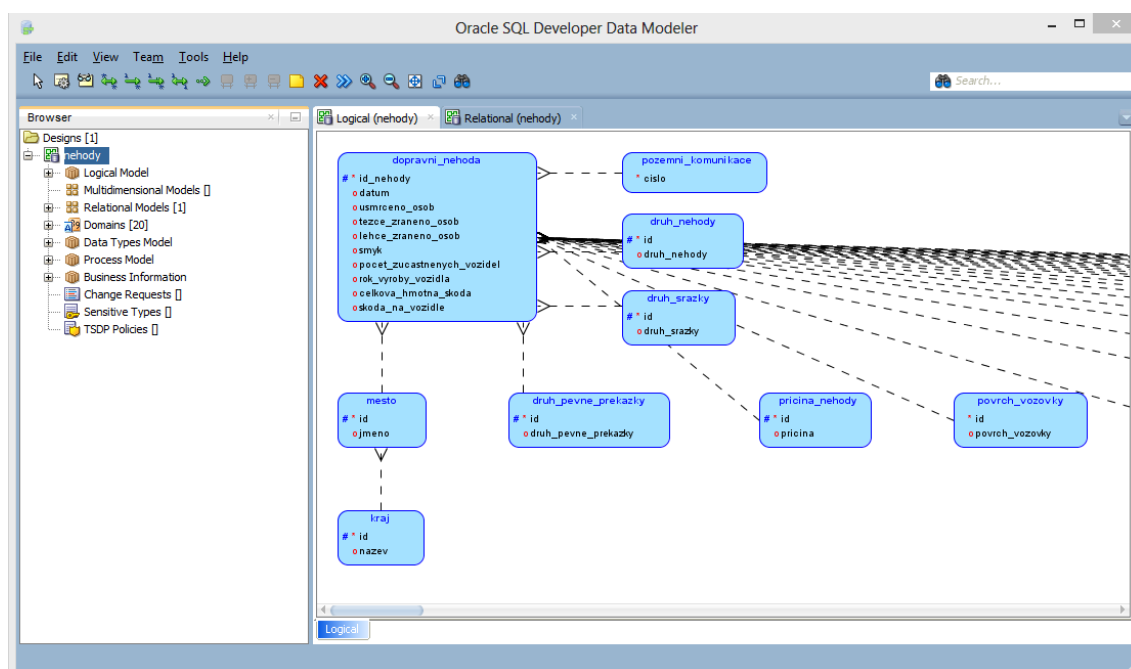 Oracle SQL Developer Data Modeler
File Edit View Team Tools Help
Search...
Browser
Designs [1]
nehody
Logical Model
Multidimensional Models []
Relational Models [1]
Domains [20]
Data Types Model
Process Model
Business Information
Change Requests []
Sensitive Types []
TSDP Policies []
Logical (nehody)
Relational (nehody)
dopravni_nehoda
# * id_nehody
o datum
o usmrceno_osob
o tezce_zraneno_osob
o lehce_zraneno_osob
o smyk
o pocet_zucastnenych_vozidel
o rok_vyroby_vozidla
o celkova_hmotna_skoda
o skoda_na_vozidle
pozemni_komunikace
* cislo
druh_nehody
# * id
o druh_nehody
druh_srazky
# * id
o druh_srazky
mesto
# * id
o jmeno
druh_pevne_prekazky
# * id
o druh_pevne_prekazky
pricina_nehody
# * id
o pricina
povrch_vozovky
* id
o povrch_vozovky
kraj
# * id
o nazev
Logical